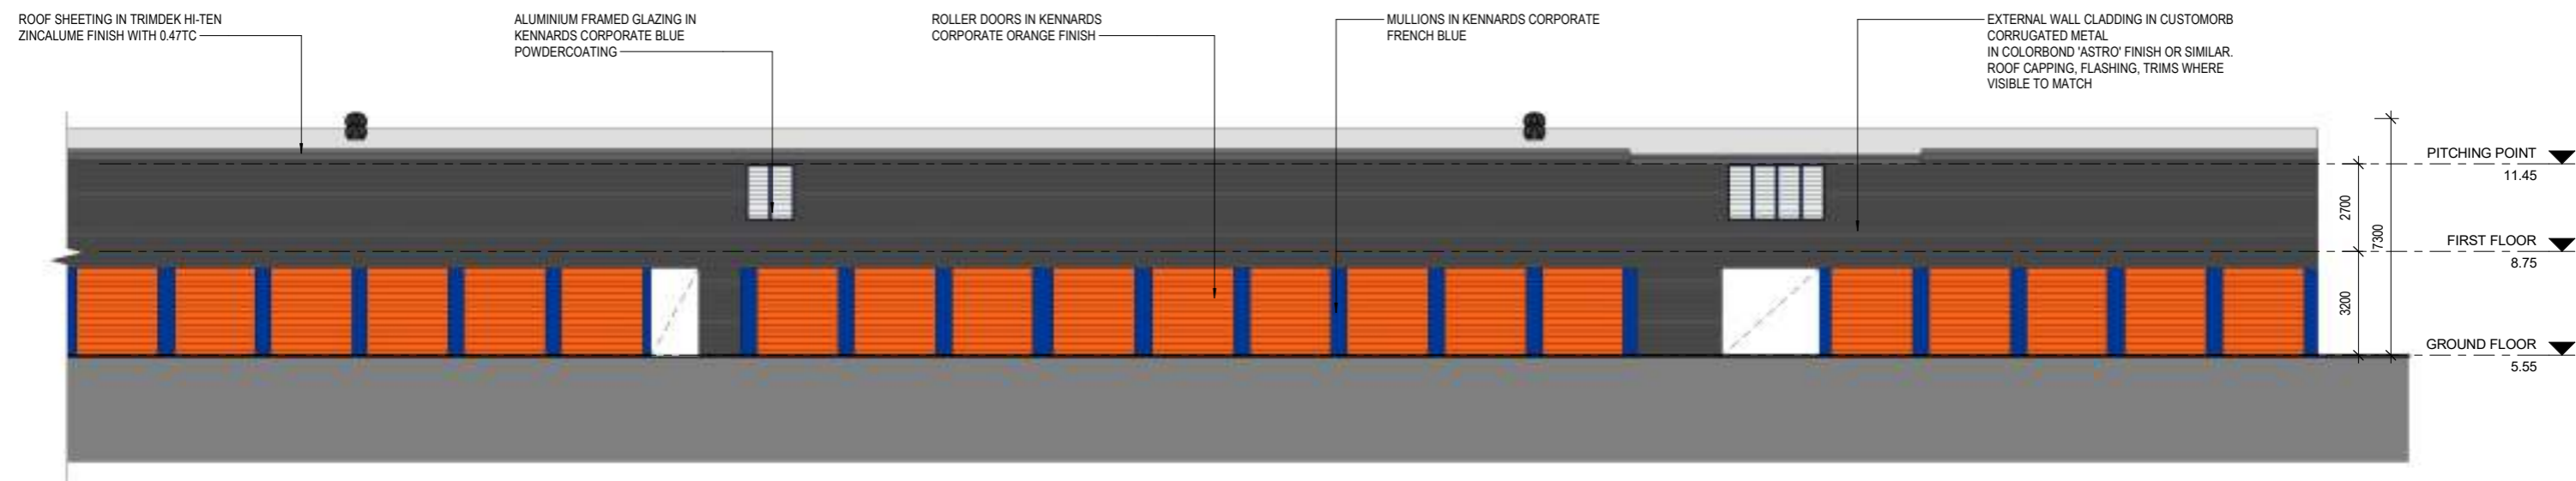 ROOF SHEETING IN TRIMDEK HI-TEN
ZINCALUME FINISH WITH 0.47TC
ALUMINIUM FRAMED GLAZING IN
KENNARDS CORPORATE BLUE
POWDERCOATING
ROLLER DOORS IN KENNARDS
CORPORATE ORANGE FINISH
MULLIONS IN KENNARDS CORPORATE
FRENCH BLUE
EXTERNAL WALL CLADDING IN CUSTOMORB
CORRUGATED METAL
IN COLORBOND 'ASTRO' FINISH OR SIMILAR.
ROOF CAPPING, FLASHING, TRIMS WHERE
VISIBLE TO MATCH
PITCHING POINT
11.45
2700
7300
FIRST FLOOR
8.75
3200
GROUND FLOOR
5.55